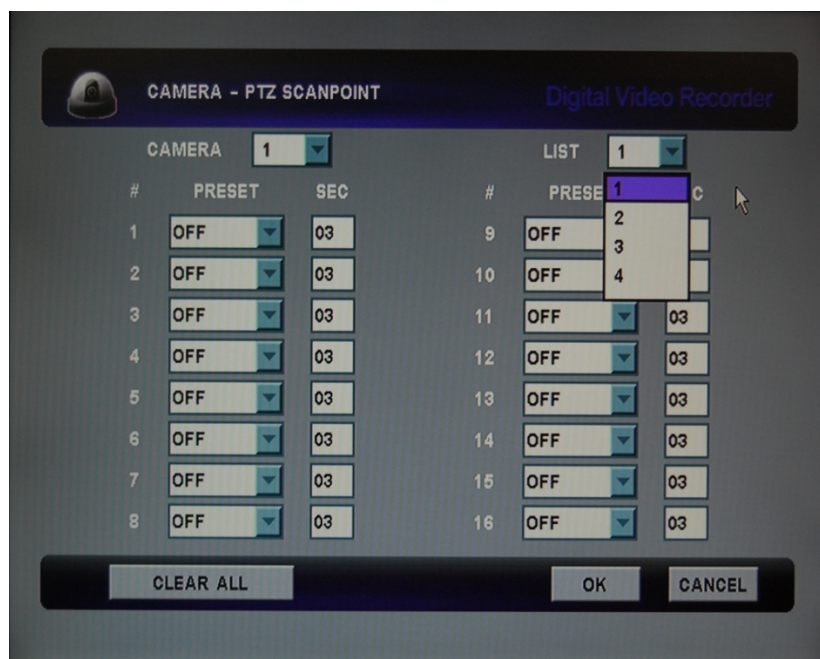 CAMERA - PTZ SCANPOINT Digital Video Recorder
CAMERA 1 LIST 1
# PRESET SEC # PRESE 1 C
2
3
4
1 OFF 03 9 OFF
2 OFF 03 10 OFF
3 OFF 03 11 OFF 03
4 OFF 03 12 OFF 03
5 OFF 03 13 OFF 03
6 OFF 03 14 OFF 03
7 OFF 03 15 OFF 03
8 OFF 03 16 OFF 03
CLEAR ALL OK CANCEL